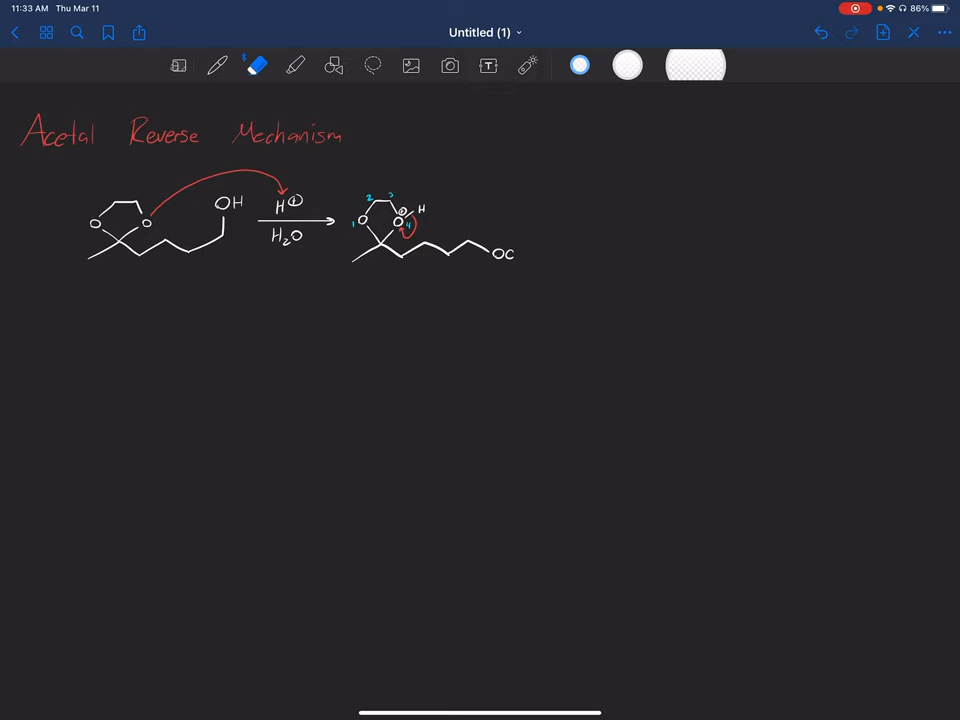 11:33 AM Thu Mar 11
86%
Untitled (1)
Acetal Reverse Mechanism
OH
H⊕
H₂O
O O
2 3
1 O O ⊕ H
4
OC